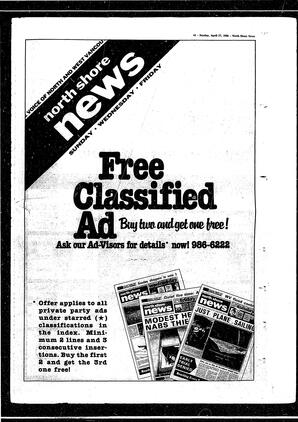 42 - Sunday, April 27, 1986 - North Shore News
VOICE OF NORTH AND WEST VANCOUVER
north shore
news
SUNDAY • WEDNESDAY • FRIDAY
Free
Classified
Ad Buy two and get one free!
Ask our Ad-Visors for details* now! 986-6222
* Offer applies to all
private party ads
under starred (★)
classifications in
the index. Mini-
mum 2 lines and 3
consecutive inser-
tions. Buy the first
2 and get the 3rd
one free!
news
news
news
MODEST HE
NABS THIE
JUST PLANE SAILING